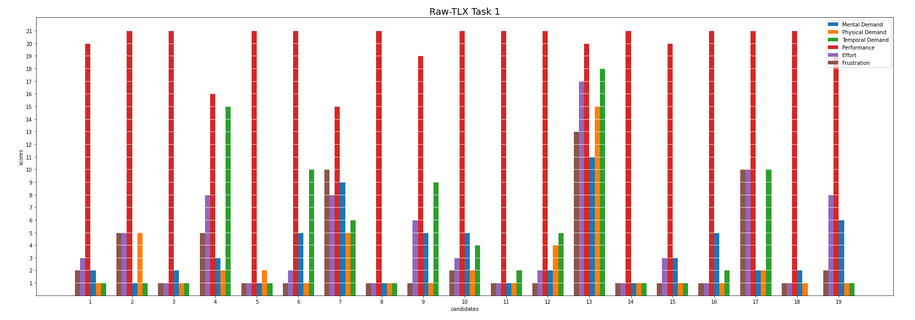 Raw-TLX Task 1
Mental Demand
Physical Demand
Temporal Demand
Performance
Effort
Frustration
scores
21
20
19
18
17
16
15
14
13
12
11
10
9
8
7
6
5
4
3
2
1
1 2 3 4 5 6 7 8 9 10 11 12 13 14 15 16 17 18 19
candidates